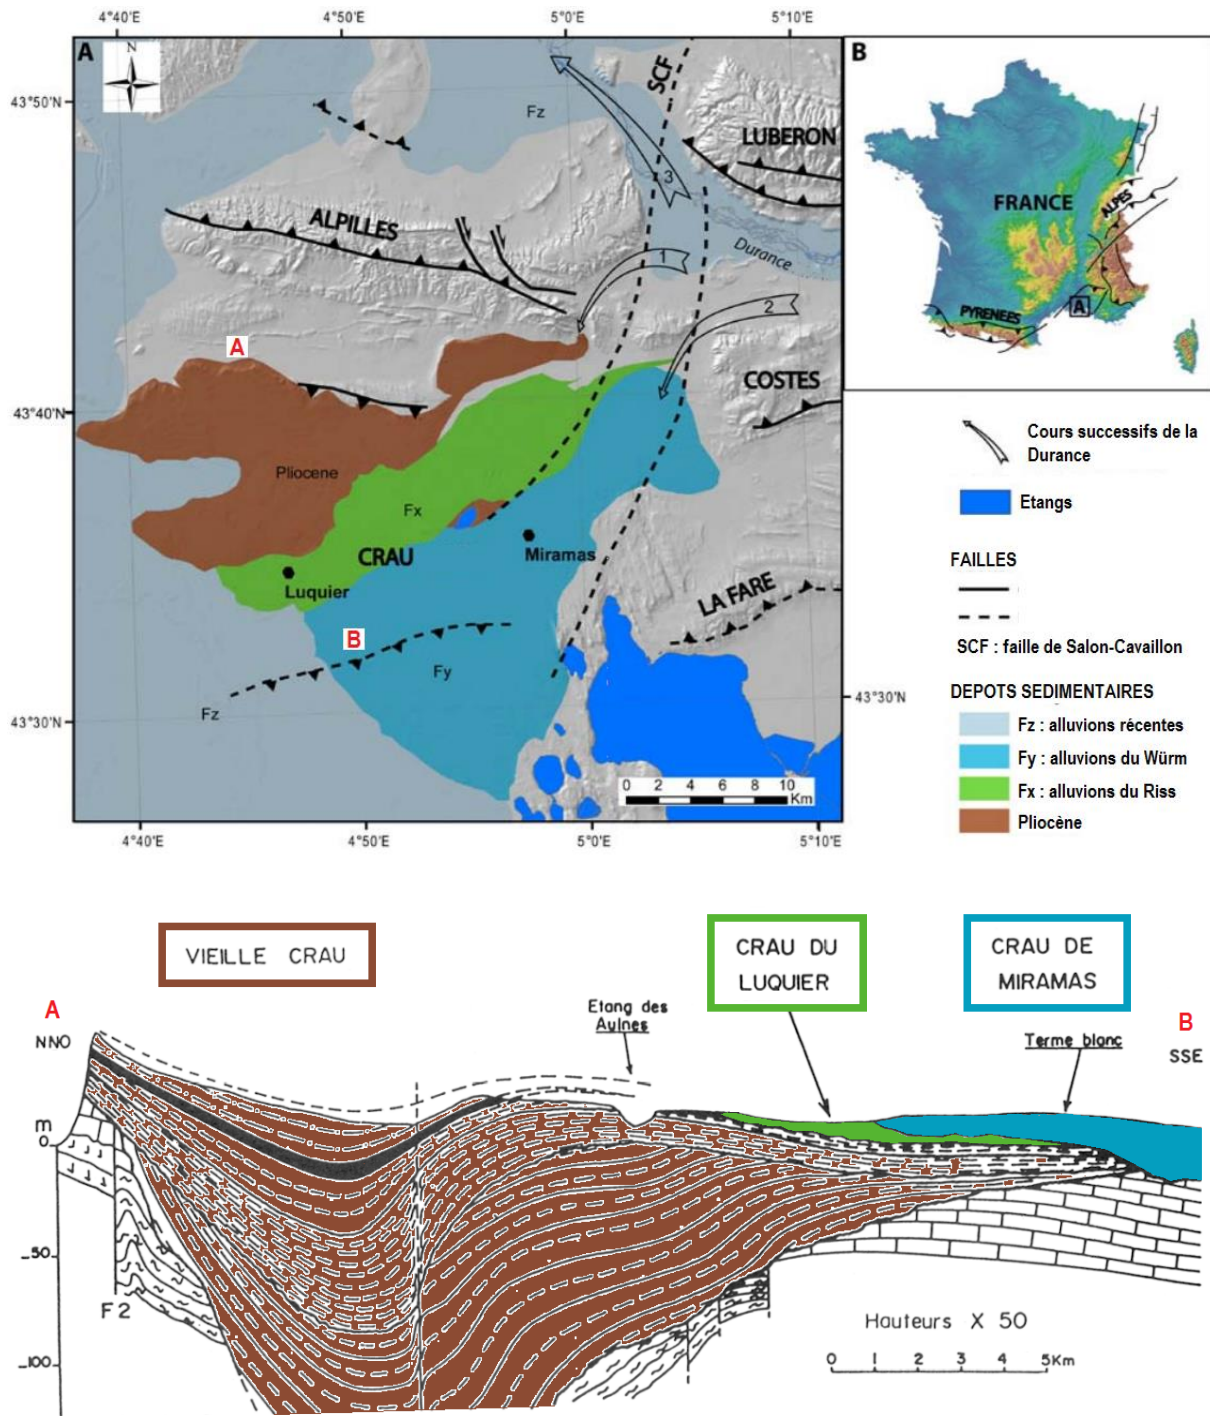 4°40'E
4°50'E
5°0'E
5°10'E
A
N
B
43°50'N
Fz
SCF
LUBERON
3
ALPILLES
Durance
1
2
FRANCE
ALPES
PYRENEES
A
A
COSTES
43°40'N
Pliocene
Fx
CRAU
Miramas
Luquier
LA FARE
B
Fy
Fz
43°30'N
43°30'N
0 2 4 6 8 10
Km
4°40'E
4°50'E
5°0'E
5°10'E
Cours successifs de la
Durance
Etangs
FAILLES
SCF : faille de Salon-Cavaillon
DEPOTS SEDIMENTAIRES
Fz : alluvions récentes
Fy : alluvions du Würm
Fx : alluvions du Riss
Pliocène
VIEILLE CRAU
CRAU DU
LUQUIER
CRAU DE
MIRAMAS
A
NNO
Etang des
Aulnes
Terme blanc
B
SSE
m
0
_50
_100
F2
Hauteurs X 50
0 1 2 3 4 5Km